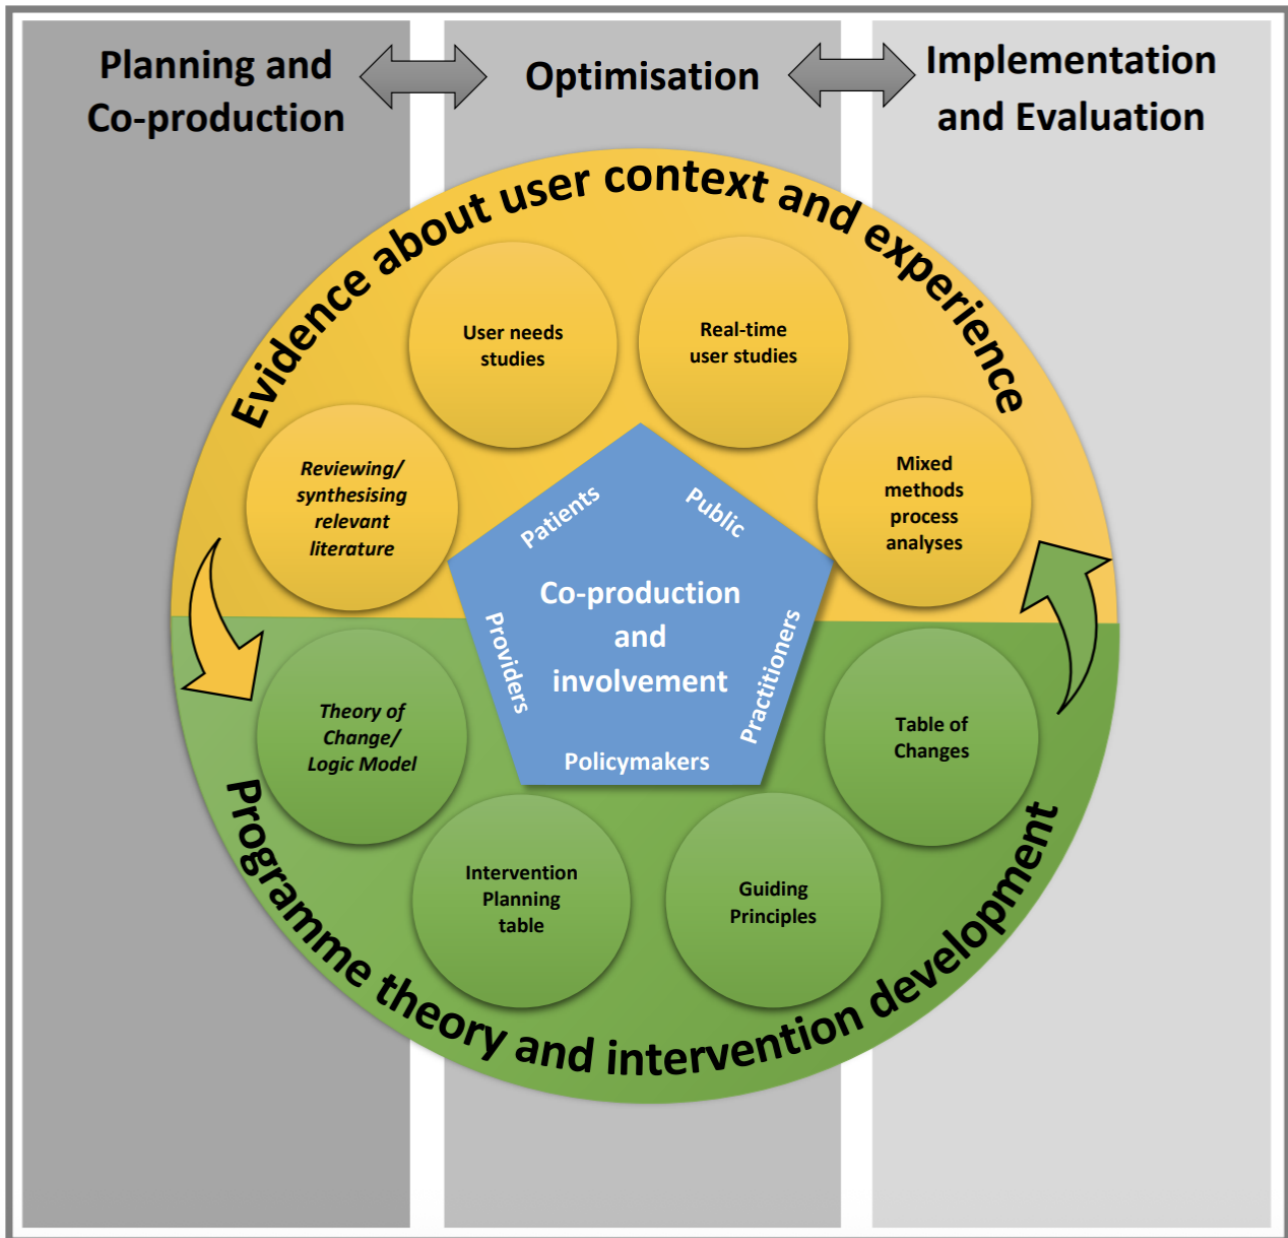 Planning and
Co-production
Optimisation
Implementation
and Evaluation
Evidence about user context and experience
User needs
studies
Real-time
user studies
Reviewing/
synthesising
relevant
literature
Mixed
methods
process
analyses
Patients
Public
Co-production
and
involvement
Providers
Practitioners
Policymakers
Theory of
Change/
Logic Model
Table of
Changes
Intervention
Planning
table
Guiding
Principles
Programme theory and intervention development